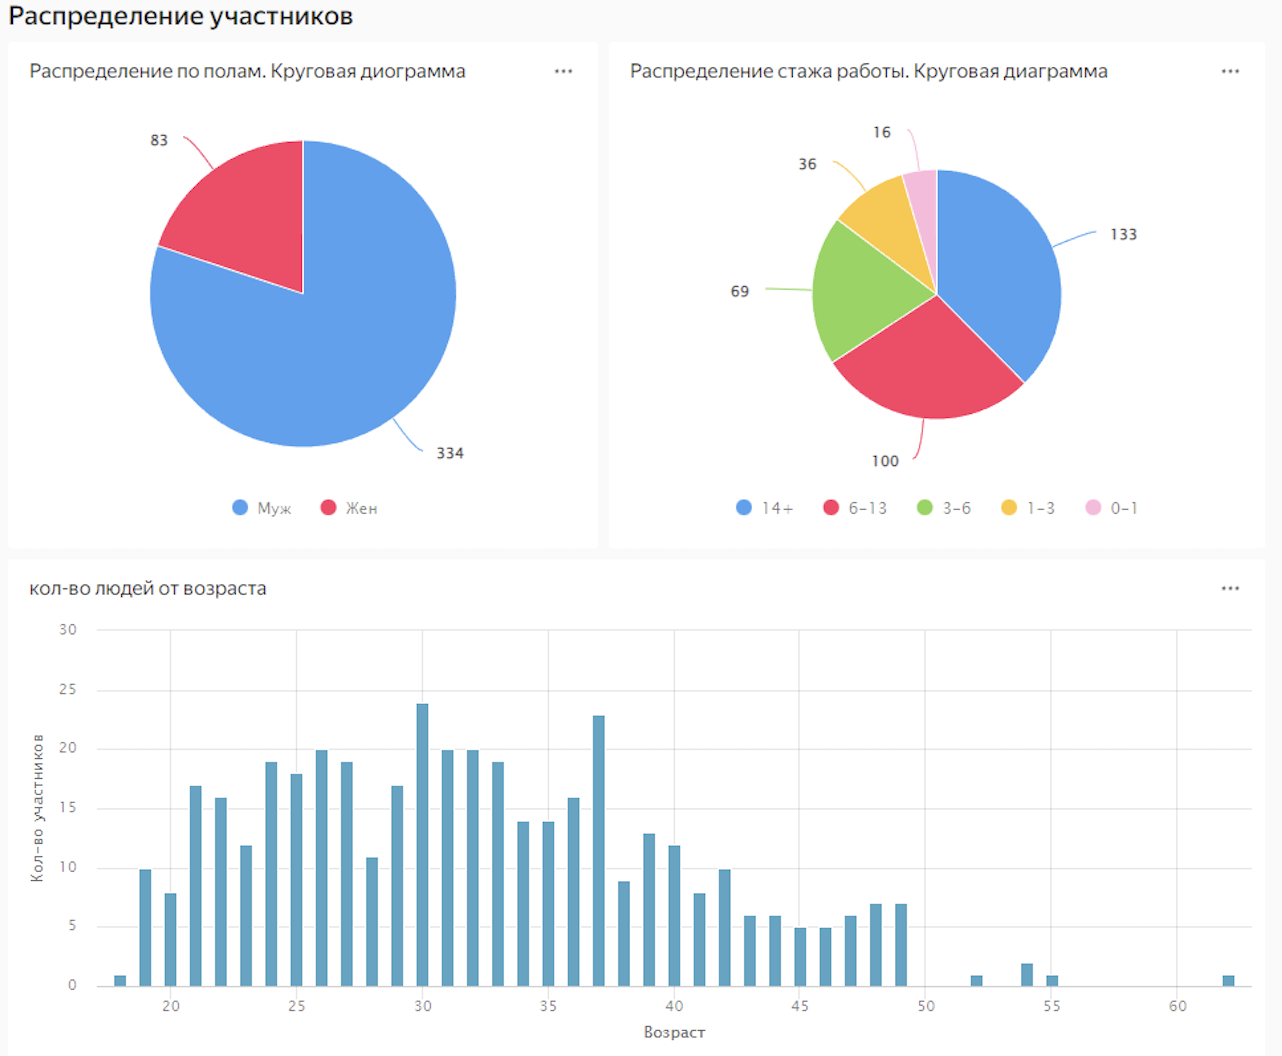 Распределение участников
Распределение по полам. Круговая диограмма
83
334
Муж Жен
Распределение стажа работы. Круговая диаграмма
16
36
133
69
100
14+ 6–13 3–6 1–3 0–1
кол-во людей от возраста
30
25
20
15
10
5
0
Кол-во участников
20 25 30 35 40 45 50 55 60
Возраст